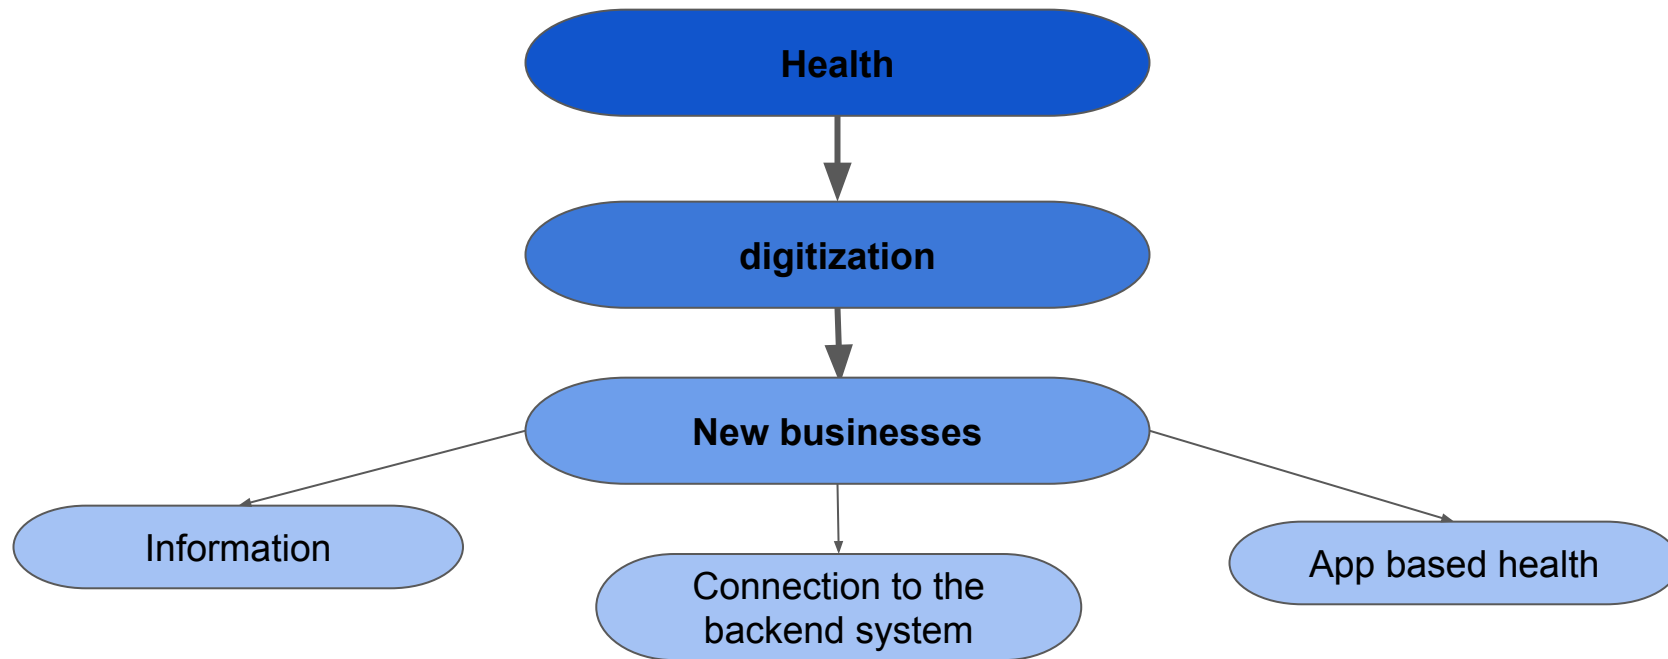 Health
digitization
New businesses
Information
Connection to the
backend system
App based health